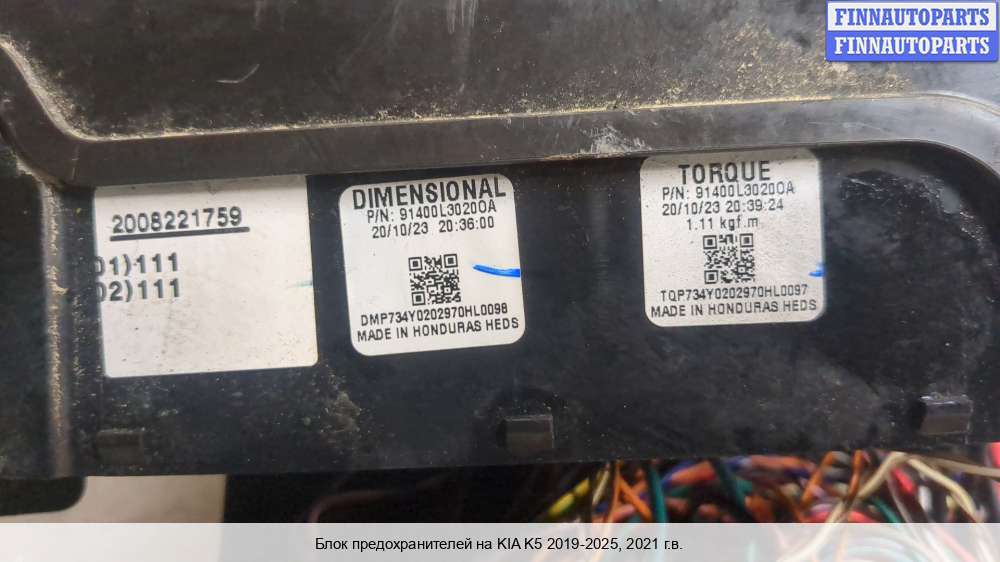 FINNAUTOPARTS
FINNAUTOPARTS
2008221759
01)111
02)111
DIMENSIONAL
P/N: 91400L3020OA
20/10/23 20:36:00
DMP734Y0202970HL0098
MADE IN HONDURAS HEDS
TORQUE
P/N: 91400L3020OA
20/10/23 20:39:24
1.11 kgf.m
TQP734Y0202970HL0097
MADE IN HONDURAS HEDS
Блок предохранителей на KIA K5 2019-2025, 2021 г.в.